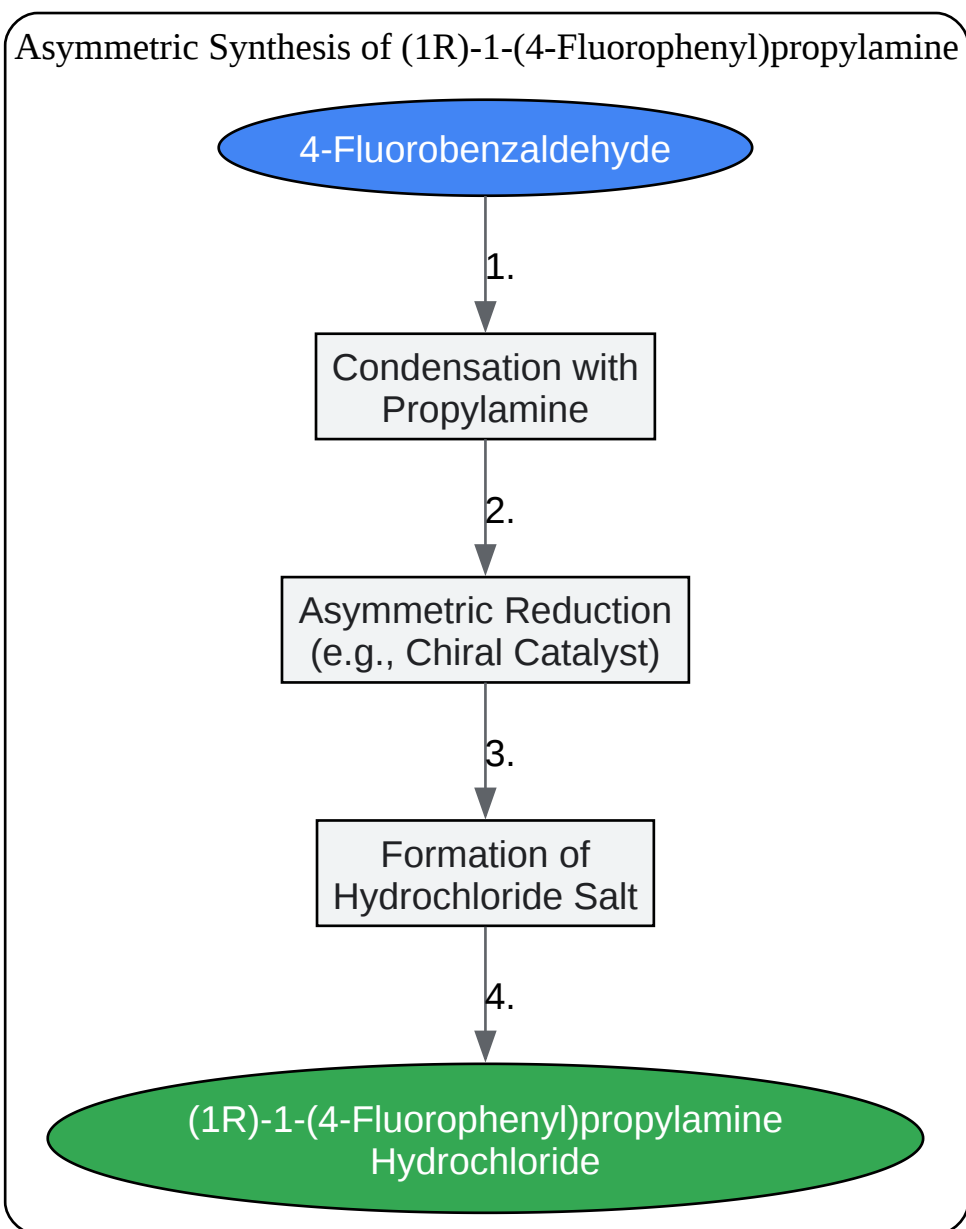 Asymmetric Synthesis of (1R)-1-(4-Fluorophenyl)propylamine
4-Fluorobenzaldehyde
1.
Condensation with
Propylamine
2.
Asymmetric Reduction
(e.g., Chiral Catalyst)
3.
Formation of
Hydrochloride Salt
4.
(1R)-1-(4-Fluorophenyl)propylamine
Hydrochloride